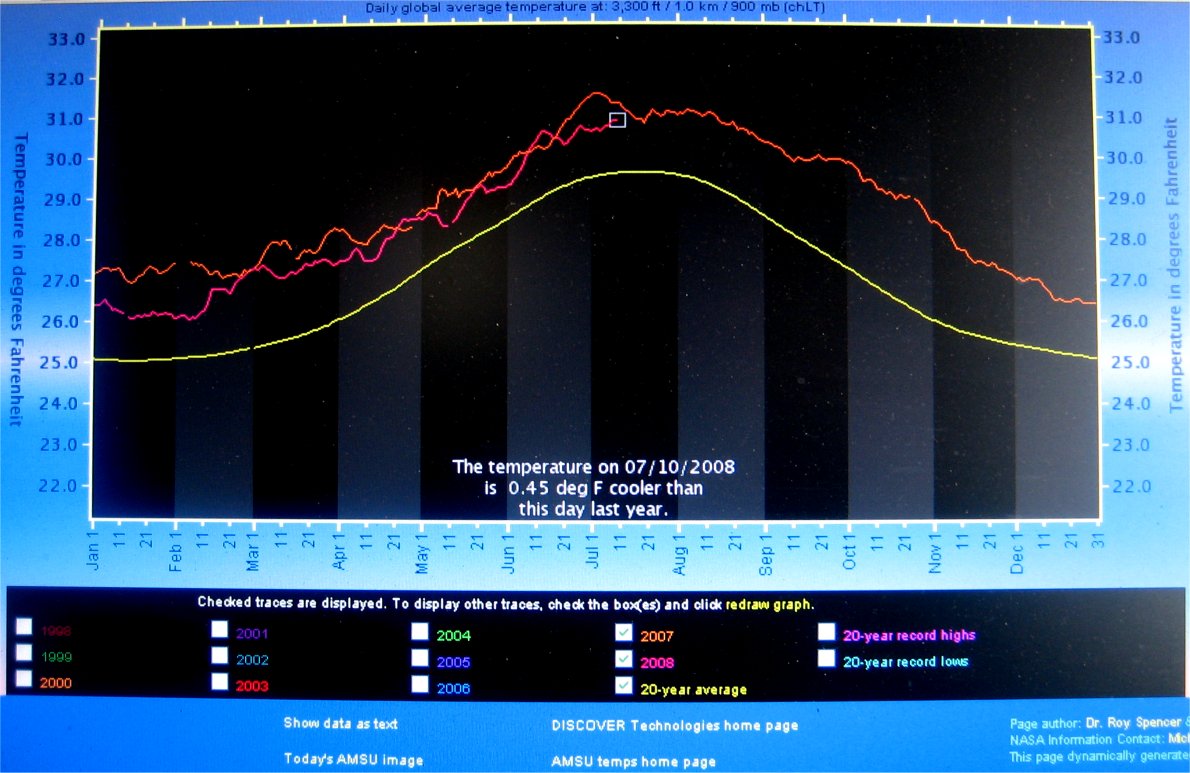 Daily global average temperature at: 3,300 ft / 1.0 km / 900 mb (chLT)
33.0
32.0
31.0
30.0
29.0
28.0
27.0
26.0
25.0
24.0
23.0
22.0
Temperature in degrees Fahrenheit
33.0
32.0
31.0
30.0
29.0
28.0
27.0
26.0
25.0
24.0
23.0
22.0
Temperature in degrees Fahrenheit
The temperature on 07/10/2008
is 0.45 deg F cooler than
this day last year.
Jan 1 11 21 Feb 1 11 21 Mar 1 11 21 Apr 1 11 21 May 1 11 21 Jun 1 11 21 Jul 1 11 21 Aug 1 11 21 Sep 1 11 21 Oct 1 11 21 Nov 1 11 21 Dec 1 11 21 31
Checked traces are displayed. To display other traces, check the box(es) and click redraw graph.
1998 2001 2004 2007 20-year record highs
1999 2002 2005 2008 20-year record lows
2000 2003 2006 20-year average
Show data as text DISCOVER Technologies home page
Today's AMSU image AMSU temps home page
Page author: Dr. Roy Spencer &
NASA Information Contact:
This page dynamically generate